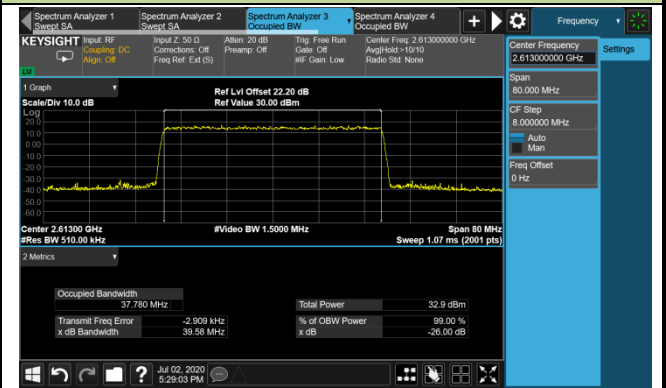 Spectrum Analyzer 1
Swept SA
Spectrum Analyzer 2
Swept SA
Spectrum Analyzer 3
Occupied BW
Spectrum Analyzer 4
Occupied BW
+
Frequency
KEYSIGHT
Input: RF
Coupling: DC
Align: Off
Input Z: 50 Ω
Corrections: Off
Freq Ref: Ext (S)
Atten: 20 dB
Preamp: Off
Trig: Free Run
Gate: Off
#IF Gain: Low
Center Freq: 2.613000000 GHz
Avg|Hold:>10/10
Radio Std: None
LXI
Center Frequency
2.613000000 GHz
Settings
Span
80.000 MHz
CF Step
8.000000 MHz
Auto
Man
Freq Offset
0 Hz
1 Graph
Scale/Div 10.0 dB
Ref Lvl Offset 22.20 dB
Ref Value 30.00 dBm
Log
20.0
10.0
0.00
-10.0
-20.0
-30.0
-40.0
-50.0
-60.0
Center 2.61300 GHz
#Res BW 510.00 kHz
#Video BW 1.5000 MHz
Span 80 MHz
Sweep 1.07 ms (2001 pts)
2 Metrics
Occupied Bandwidth
37.780 MHz
Total Power 32.9 dBm
Transmit Freq Error -2.909 kHz
% of OBW Power 99.00 %
x dB Bandwidth 39.58 MHz
x dB -26.00 dB
?
Jul 02, 2020
5:29:03 PM